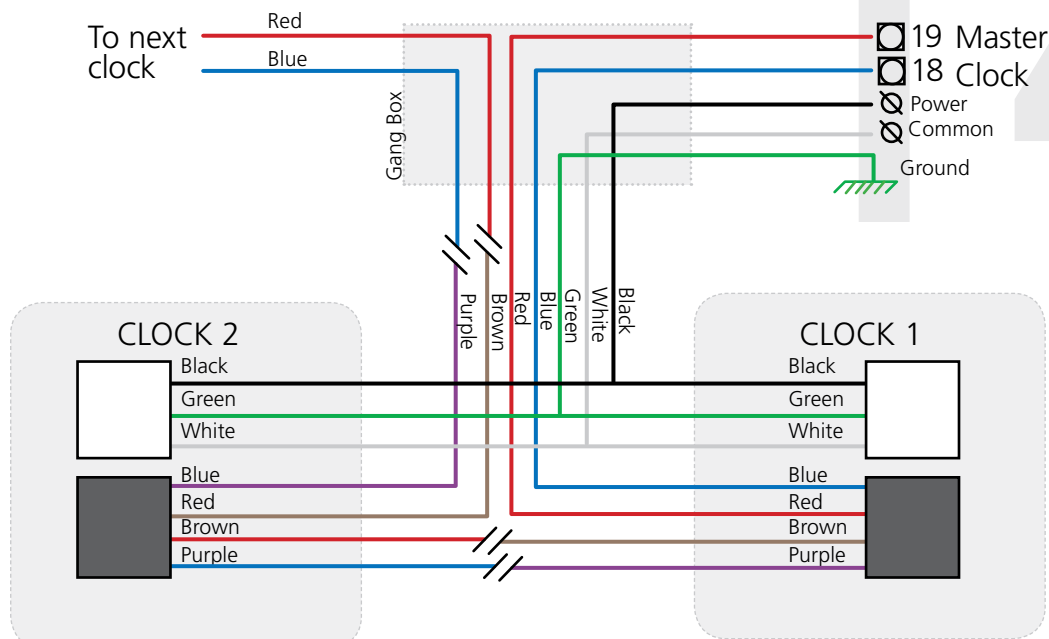 To next
clock
Red
Blue
Gang Box
19 Master
18 Clock
Power
Common
Ground
Purple
Brown
Red
Blue
Green
White
Black
CLOCK 2
Black
Green
White
Blue
Red
Brown
Purple
CLOCK 1
Black
Green
White
Blue
Red
Brown
Purple